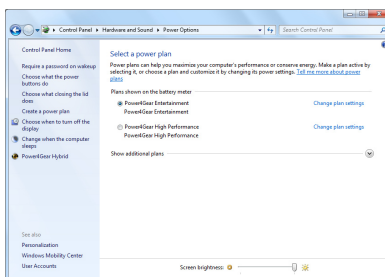 Control Panel ▸ Hardware and Sound ▸ Power Options
Search Control Panel
Control Panel Home
Require a password on wakeup
Choose what the power
buttons do
Choose what closing the lid
does
Create a power plan
Choose when to turn off the
display
Change when the computer
sleeps
Power4Gear Hybrid
See also
Personalization
Windows Mobility Center
User Accounts
Select a power plan
Power plans can help you maximize your computer's performance or conserve energy. Make a plan active by
selecting it, or choose a plan and customize it by changing its power settings. Tell me more about power
plans
Plans shown on the battery meter
Power4Gear Entertainment
Change plan settings
Power4Gear Entertainment
Power4Gear High Performance
Change plan settings
Power4Gear High Performance
Show additional plans
Screen brightness: